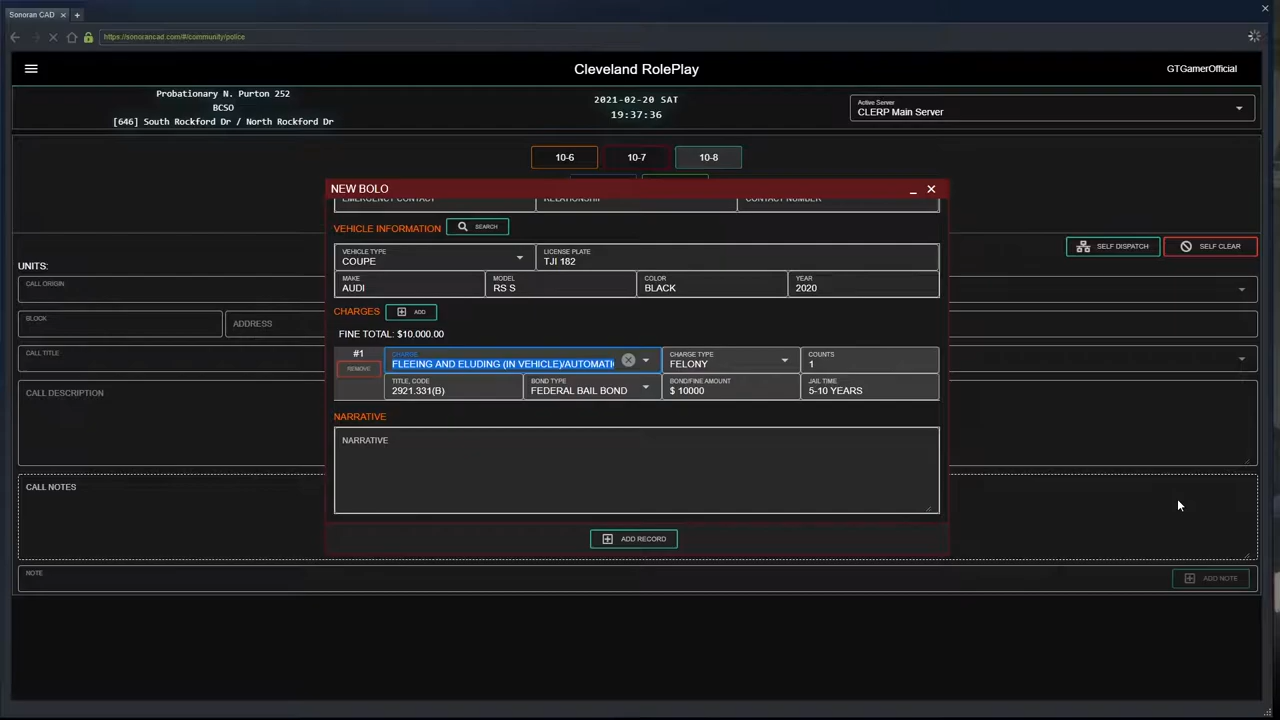 Sonoran CAD
https://sonorancad.com/#/community/police
Cleveland RolePlay
GTGamerOfficial
Probationary N. Purton 252
BCSO
[646] South Rockford Dr / North Rockford Dr
2021-02-20 SAT
19:37:36
Active Server
CLERP Main Server
10-6
10-7
10-8
NEW BOLO
EMERGENCY CONTACT
RELATIONSHIP
CONTACT NUMBER
VEHICLE INFORMATION
SEARCH
VEHICLE TYPE
COUPE
LICENSE PLATE
TJI 182
MAKE
AUDI
MODEL
RS S
COLOR
BLACK
YEAR
2020
CHARGES
ADD
FINE TOTAL: $10,000.00
#1
REMOVE
CHARGE
FLEEING AND ELUDING (IN VEHICLE)/AUTOMATI
CHARGE TYPE
FELONY
COUNTS
1
TITLE, CODE
2921.331(B)
BOND TYPE
FEDERAL BAIL BOND
BOND/FINE AMOUNT
$ 10000
JAIL TIME
5-10 YEARS
NARRATIVE
NARRATIVE
ADD RECORD
SELF DISPATCH
SELF CLEAR
UNITS:
CALL ORIGIN
BLOCK
ADDRESS
CALL TITLE
CALL DESCRIPTION
CALL NOTES
NOTE
ADD NOTE